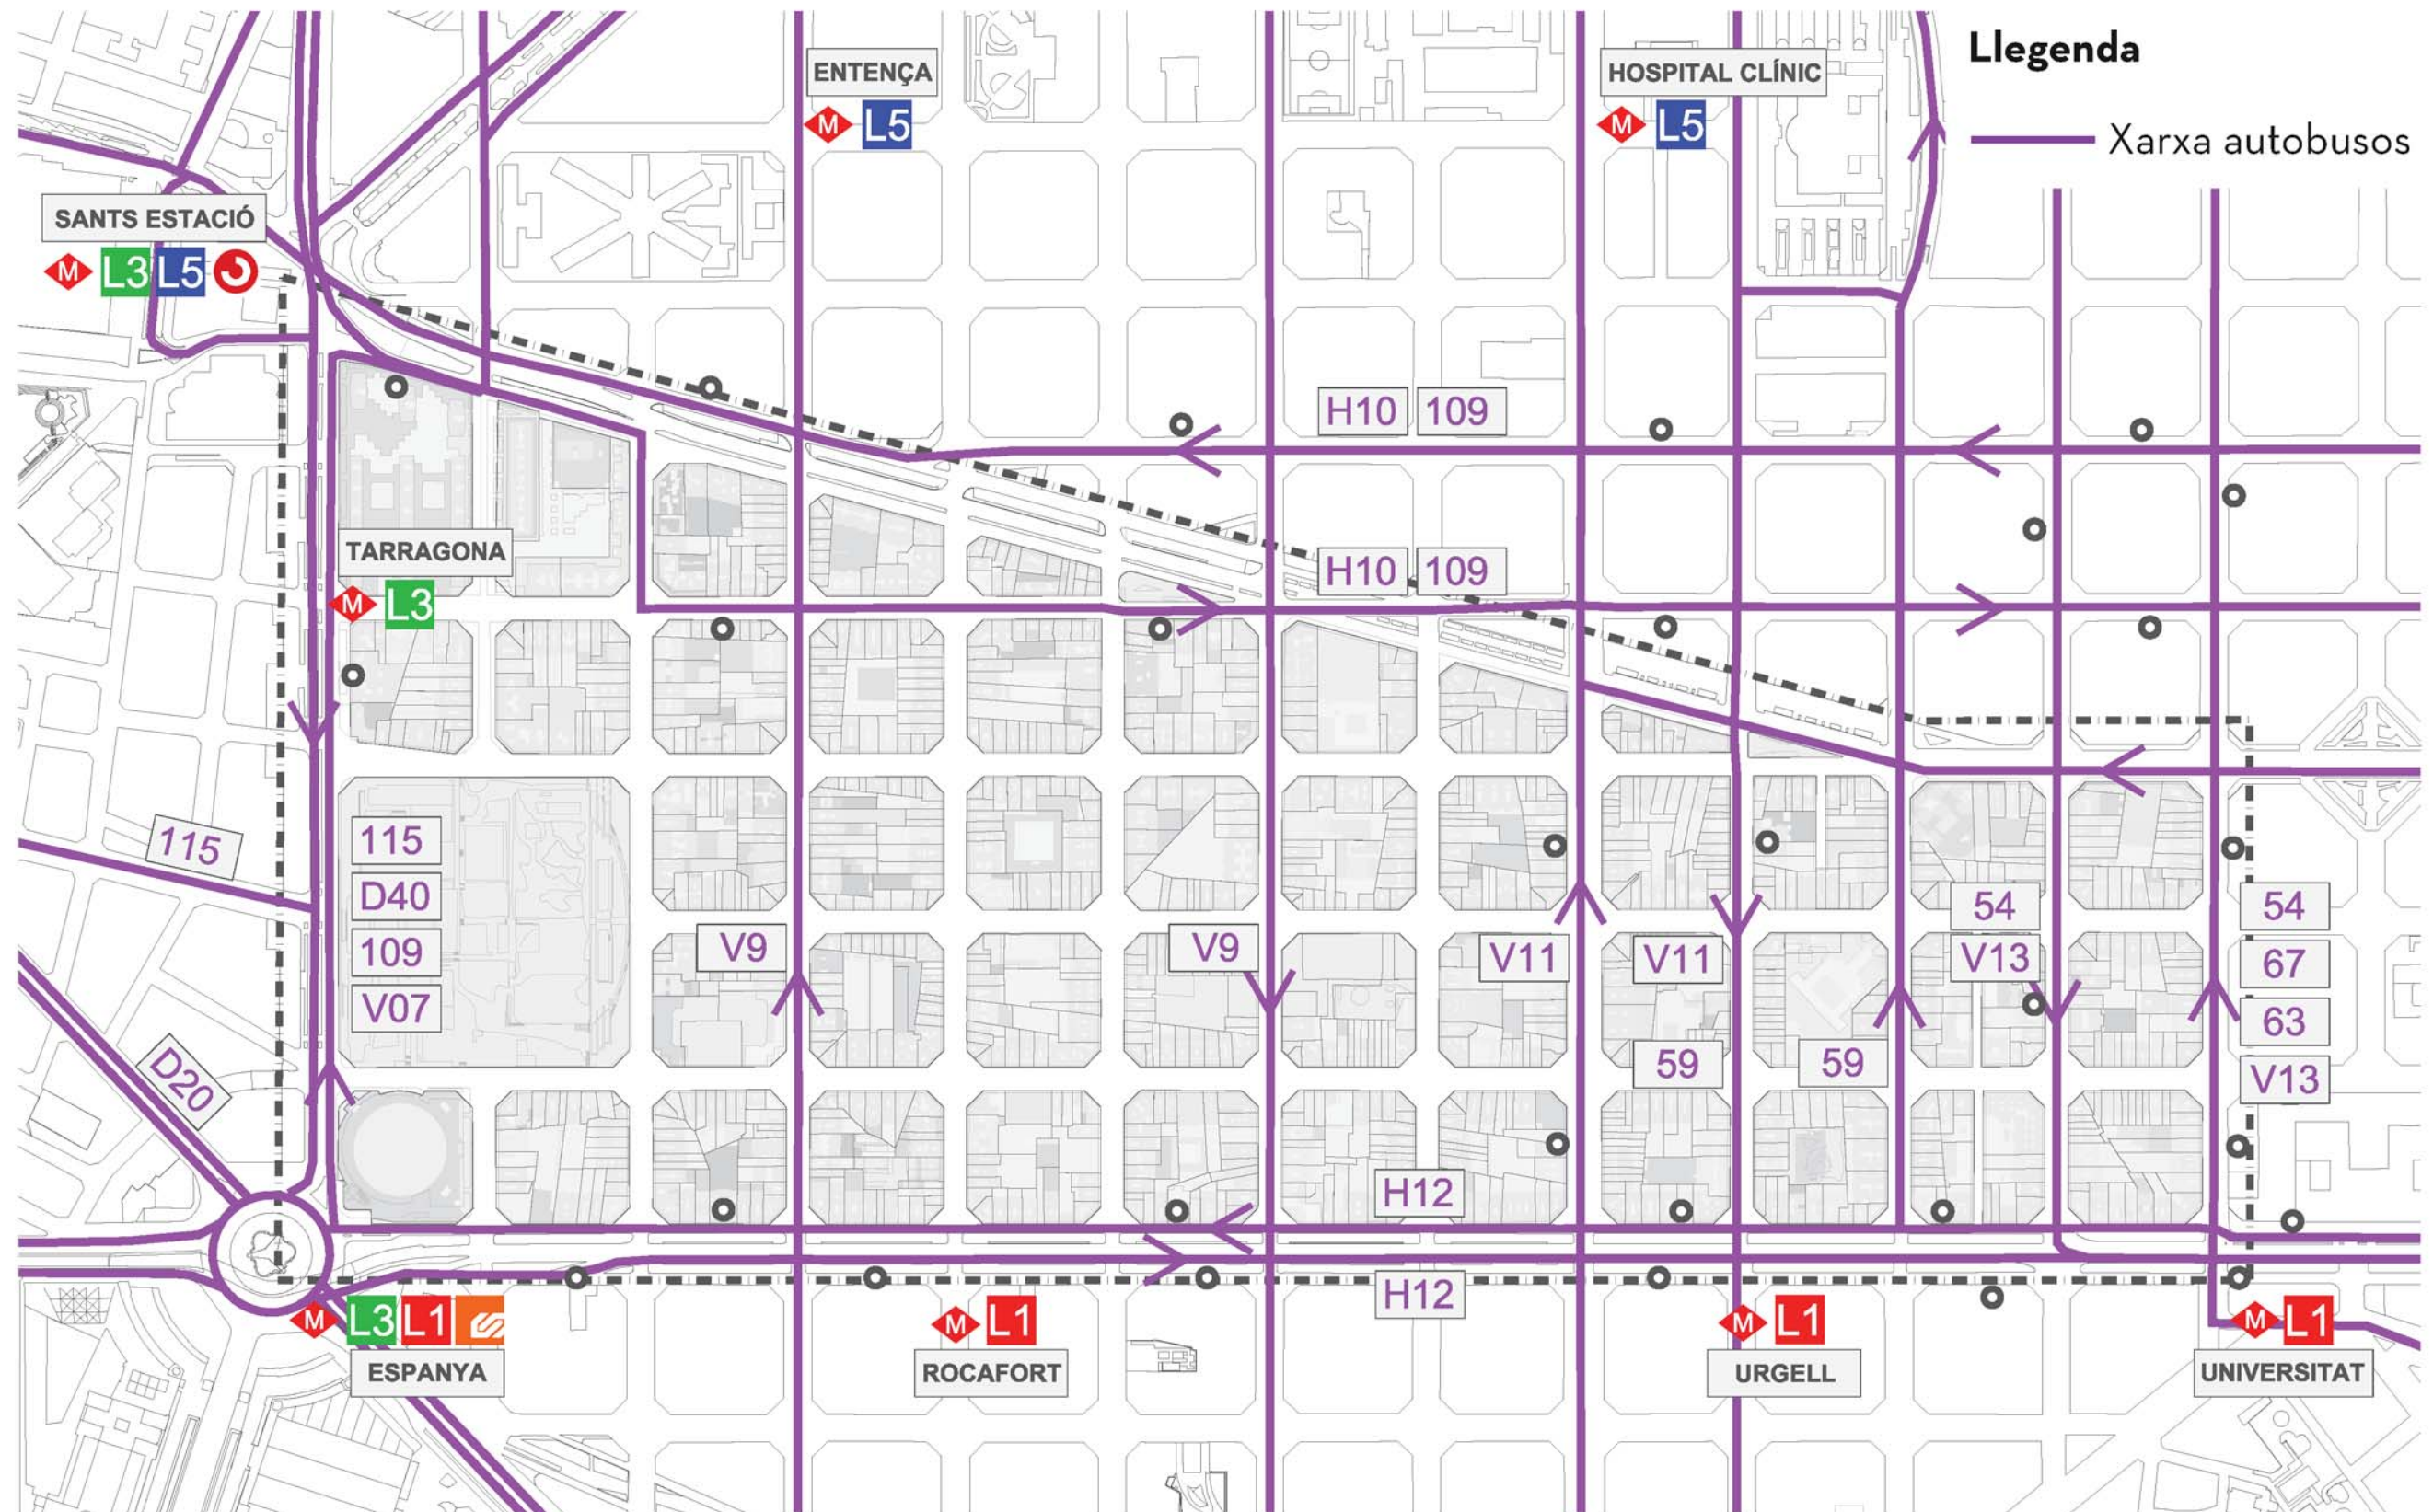 Llegenda
Xarxa autobusos
ENTENÇA
M L5
HOSPITAL CLÍNIC
M L5
SANTS ESTACIÓ
M L3 L5
H10 109
H10 109
TARRAGONA
M L3
115
115
D40
109
V07
V9
V9
V11
V11
54
V13
54
67
63
V13
D20
59
59
H12
H12
M L3 L1
ESPANYA
M L1
ROCAFORT
M L1
URGELL
M L1
UNIVERSITAT